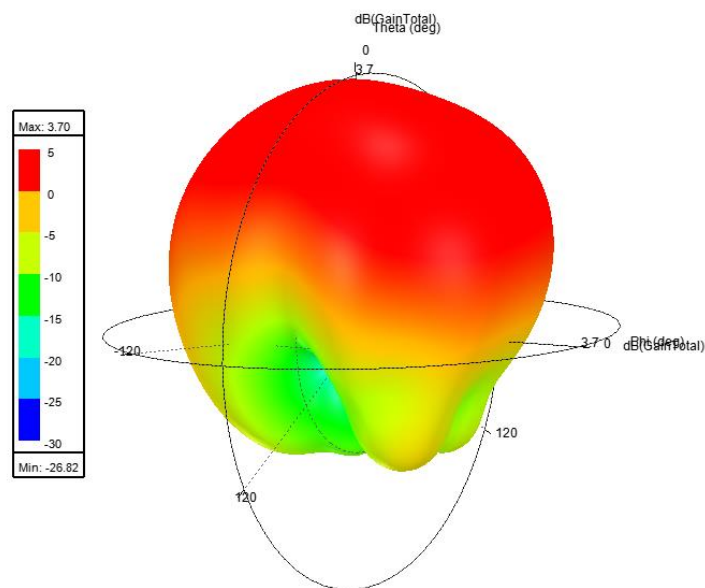 dB(GainTotal)
Theta (deg)
0
3.7
Max: 3.70
5
0
-5
-10
-15
-20
-25
-30
Min: -26.82
-120
3.7 0
Phi (deg)
dB(GainTotal)
120
120